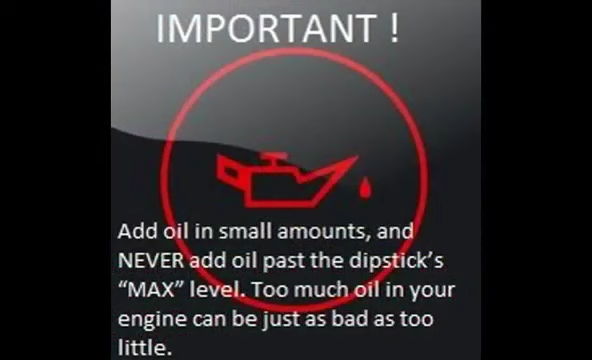 IMPORTANT !
Add oil in small amounts, and
NEVER add oil past the dipstick’s
“MAX” level. Too much oil in your
engine can be just as bad as too
little.